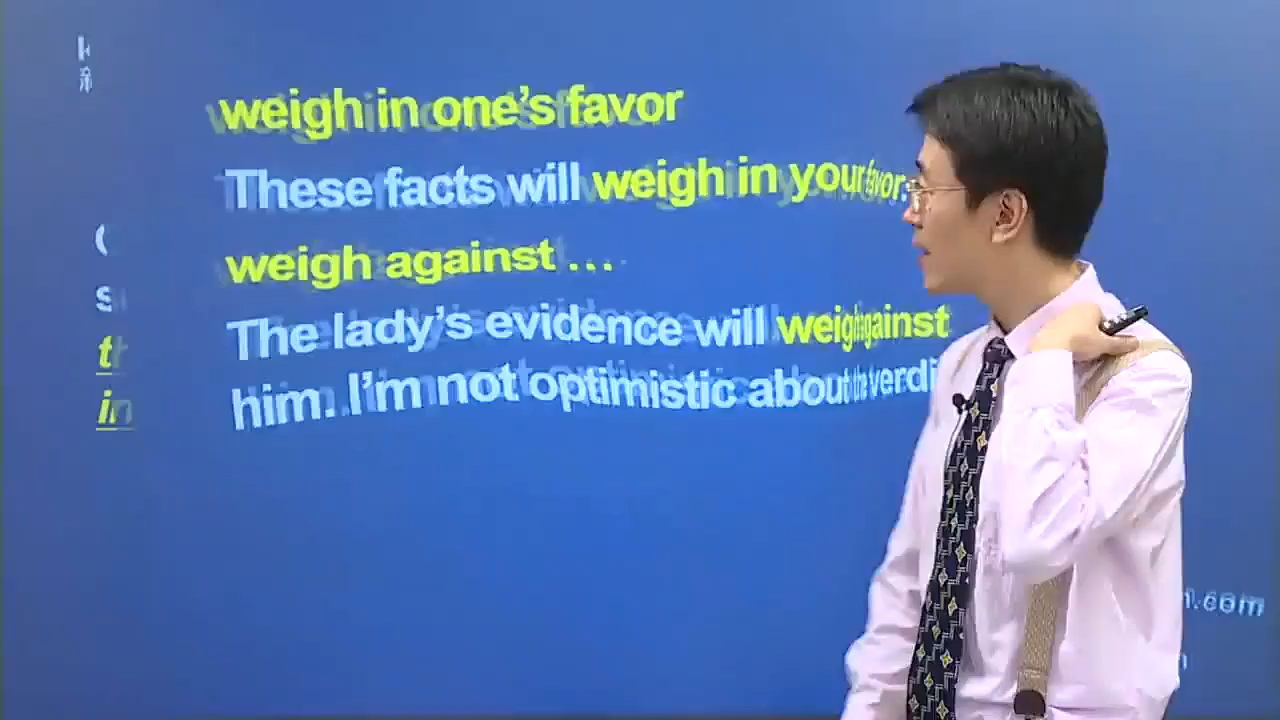 weigh in one's favor
These facts will weigh in your favor.
weigh against …
The lady's evidence will weigh against
him. I'm not optimistic about the